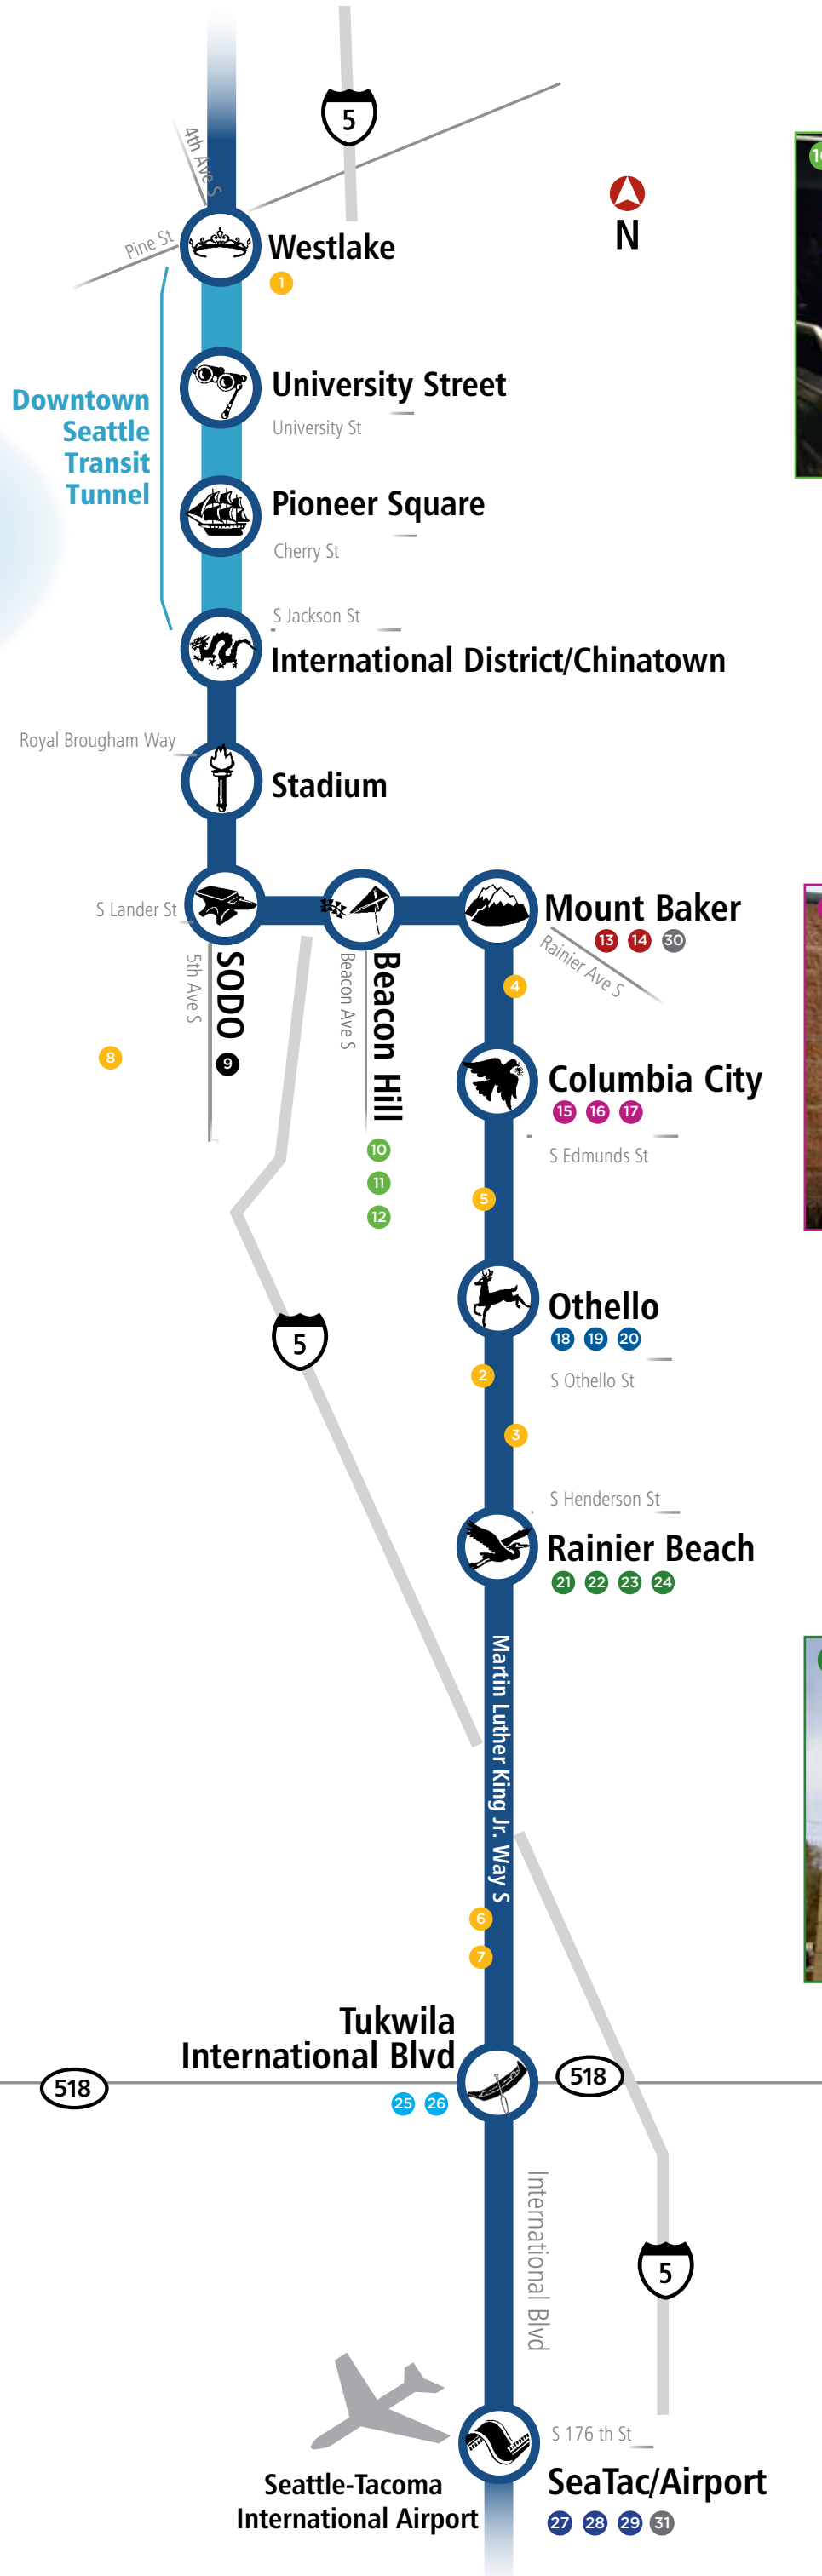 5
4th Ave S
Pine St
N
Westlake
1
Downtown
Seattle
Transit
Tunnel
University Street
University St
Pioneer Square
Cherry St
S Jackson St
International District/Chinatown
Royal Brougham Way
Stadium
S Lander St
5th Ave S
SODO 9
8
Beacon Ave S
Beacon Hill
10
11
12
Mount Baker
13 14 30
Rainier Ave S
4
Columbia City
15 16 17
S Edmunds St
5
Othello
18 19 20
5
2
S Othello St
3
S Henderson St
Rainier Beach
21 22 23 24
Martin Luther King Jr. Way S
6
7
Tukwila
International Blvd
518
518
25 26
International Blvd
5
S 176 th St
Seattle-Tacoma
International Airport
SeaTac/Airport
27 28 29 31